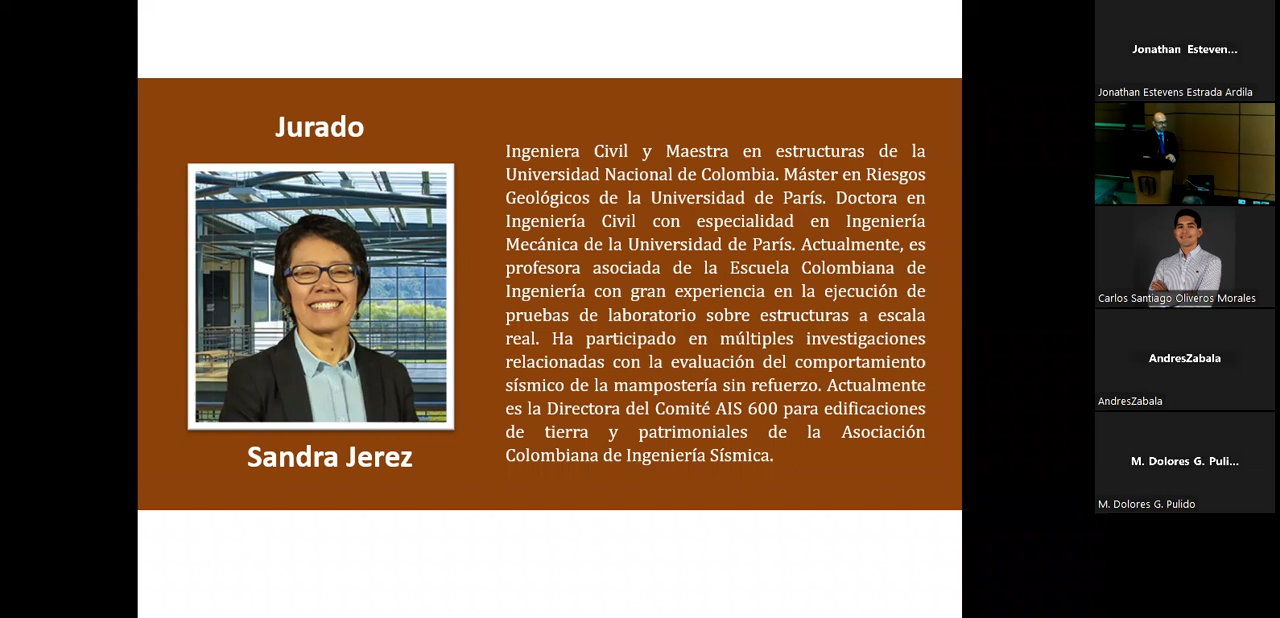 Jurado
Sandra Jerez
Ingeniera Civil y Maestra en estructuras de la
Universidad Nacional de Colombia. Máster en Riesgos
Geológicos de la Universidad de París. Doctora en
Ingeniería Civil con especialidad en Ingeniería
Mecánica de la Universidad de París. Actualmente, es
profesora asociada de la Escuela Colombiana de
Ingeniería con gran experiencia en la ejecución de
pruebas de laboratorio sobre estructuras a escala
real. Ha participado en múltiples investigaciones
relacionadas con la evaluación del comportamiento
sísmico de la mampostería sin refuerzo. Actualmente
es la Directora del Comité AIS 600 para edificaciones
de tierra y patrimoniales de la Asociación
Colombiana de Ingeniería Sísmica.
Jonathan Esteven...
Jonathan Estevens Estrada Ardila
Carlos Santiago Oliveros Morales
AndresZabala
AndresZabala
M. Dolores G. Puli...
M. Dolores G. Pulido